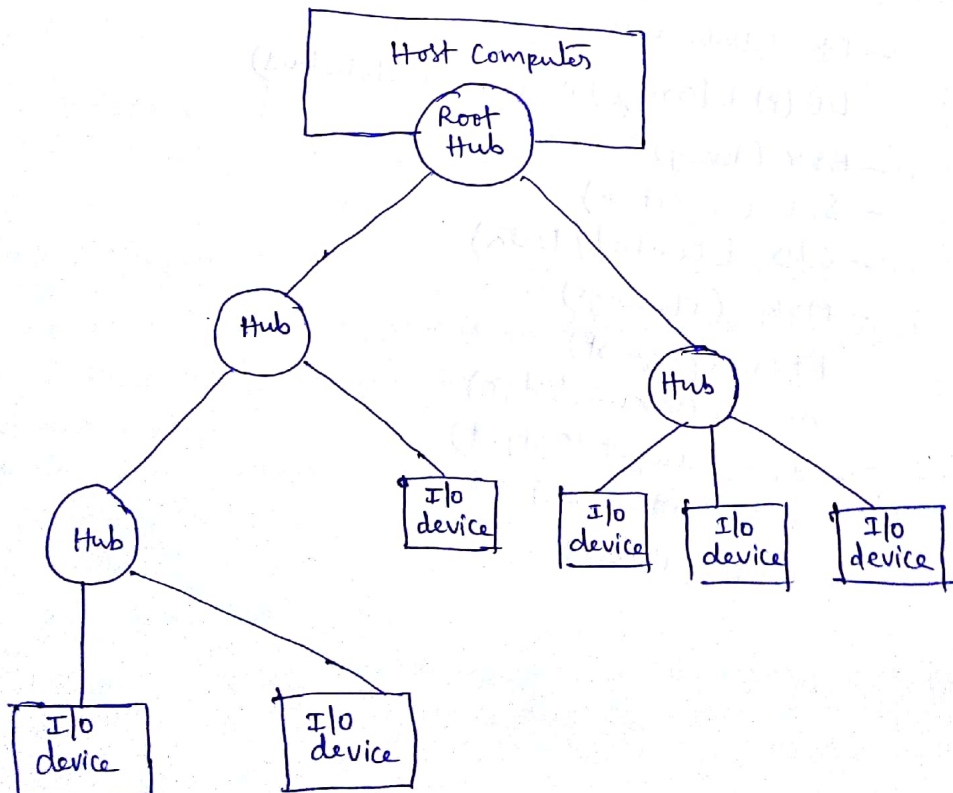 Host Computer
Root
Hub
Hub
Hub
I/O
device
I/O
device
I/O
device
I/O
device
Hub
I/O
device
I/O
device